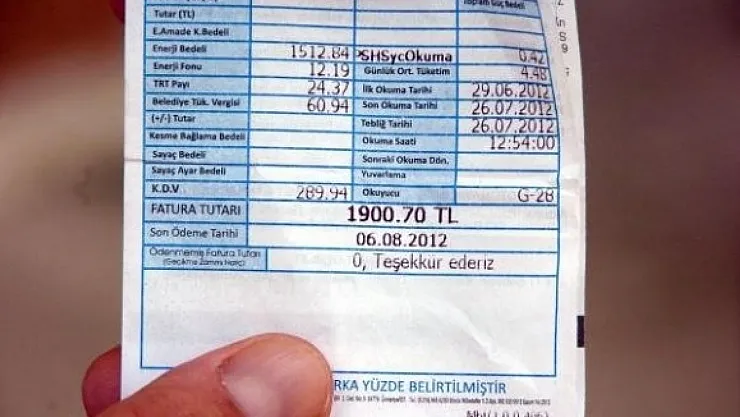 Toplam Güç Bedeli
Tutar (TL)
E.Amade K.Bedeli
Enerji Bedeli 1512.84 *SHSycOkuma 0.42
Enerji Fonu 12.19 Günlük Ort. Tüketim 4.48
TRT Payı 24.37 İlk Okuma Tarihi 29.06.2012
Belediye Tük. Vergisi 60.94 Son Okuma Tarihi 26.07.2012
(+/-) Tutar Tebliğ Tarihi 26.07.2012
Kesme Bağlama Bedeli Okuma Saati 12:54:00
Sayaç Bedeli Sonraki Okuma Dön.
Sayaç Ayar Bedeli Yuvarlama
K.D.V. 289.94 Okuyucu G-28
FATURA TUTARI 1900.70 TL
Son Ödeme Tarihi 06.08.2012
Ödenmemiş Fatura Tutarı 0, Teşekkür ederiz
(Gecikme Zammı Hariç)
RKA YÜZDE BELİRTİLMİŞTİR